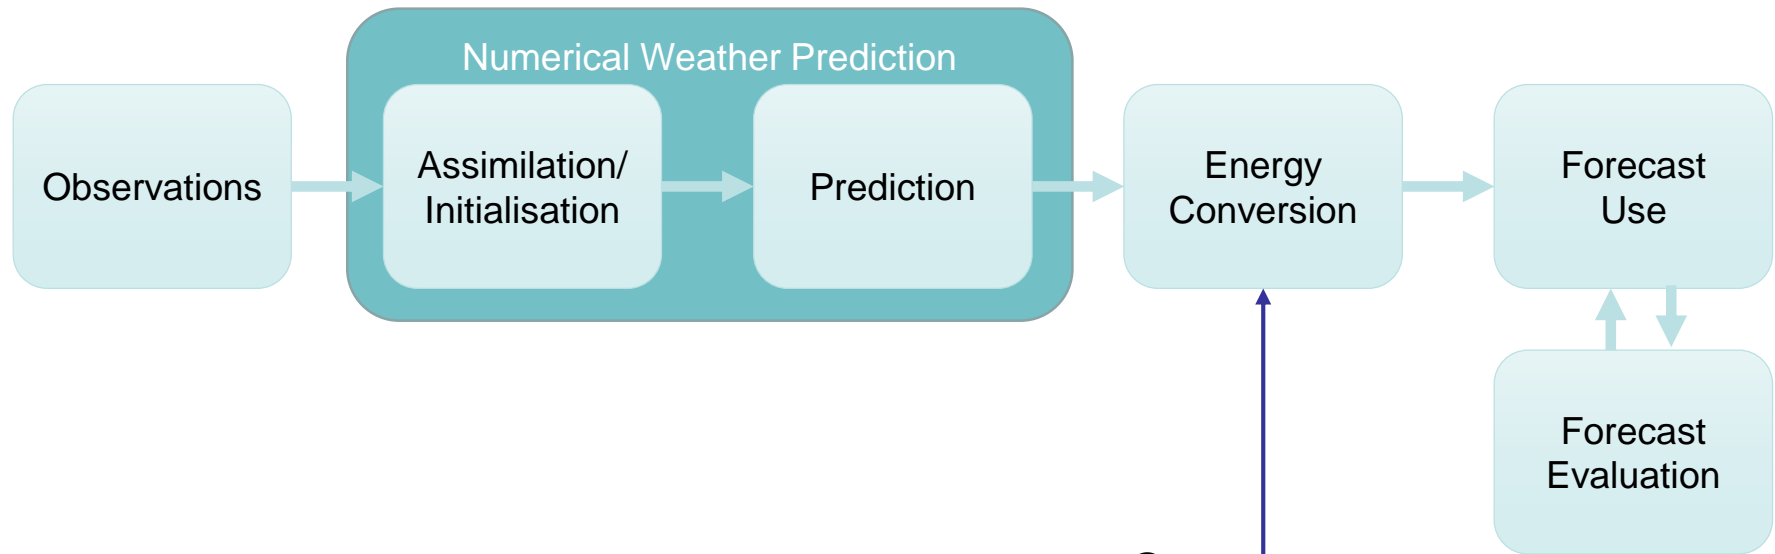 Numerical Weather Prediction
Observations
Assimilation/
Initialisation
Prediction
Energy
Conversion
Forecast
Use
Forecast
Evaluation